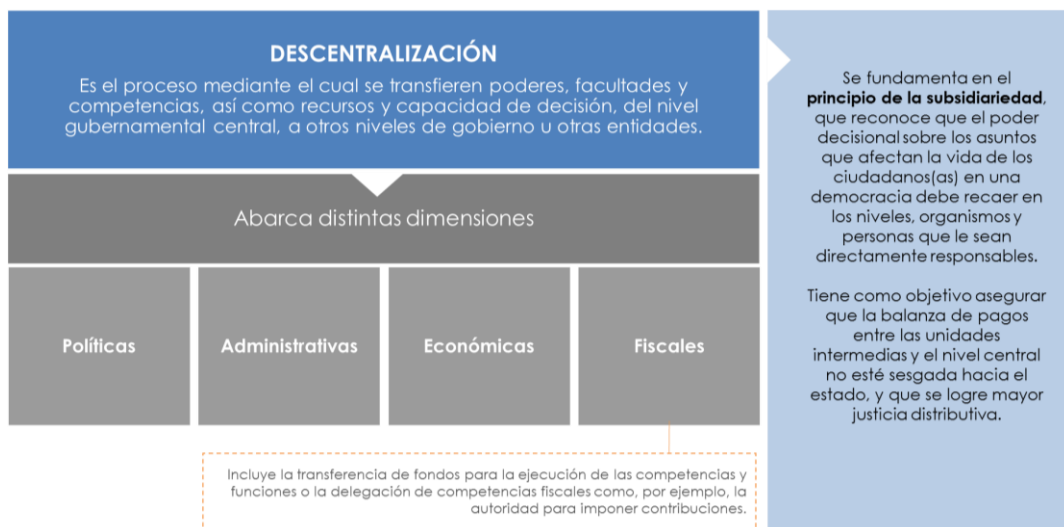 DESCENTRALIZACIÓN
Es el proceso mediante el cual se transfieren poderes, facultades y
competencias, así como recursos y capacidad de decisión, del nivel
gubernamental central, a otros niveles de gobierno u otras entidades.
Abarca distintas dimensiones
Políticas
Administrativas
Económicas
Fiscales
Incluye la transferencia de fondos para la ejecución de las competencias y
funciones o la delegación de competencias fiscales como, por ejemplo, la
autoridad para imponer contribuciones.
Se fundamenta en el
principio de la subsidiariedad,
que reconoce que el poder
decisional sobre los asuntos
que afectan la vida de los
ciudadanos(as) en una
democracia debe recaer en
los niveles, organismos y
personas que le sean
directamente responsables.
Tiene como objetivo asegurar
que la balanza de pagos
entre las unidades
intermedias y el nivel central
no esté sesgada hacia el
estado, y que se logre mayor
justicia distributiva.